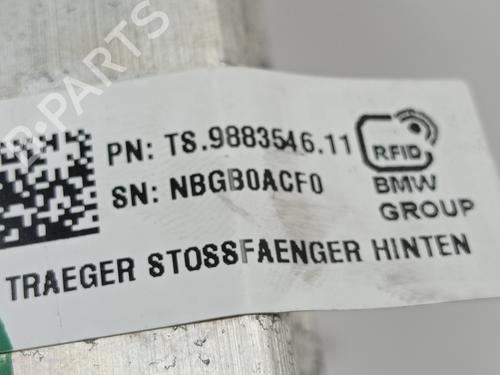 PN: TS.9883546.11
SN: NBGB0ACF0
RFID
BMW
GROUP
TRAEGER STOSSFAENGER HINTEN